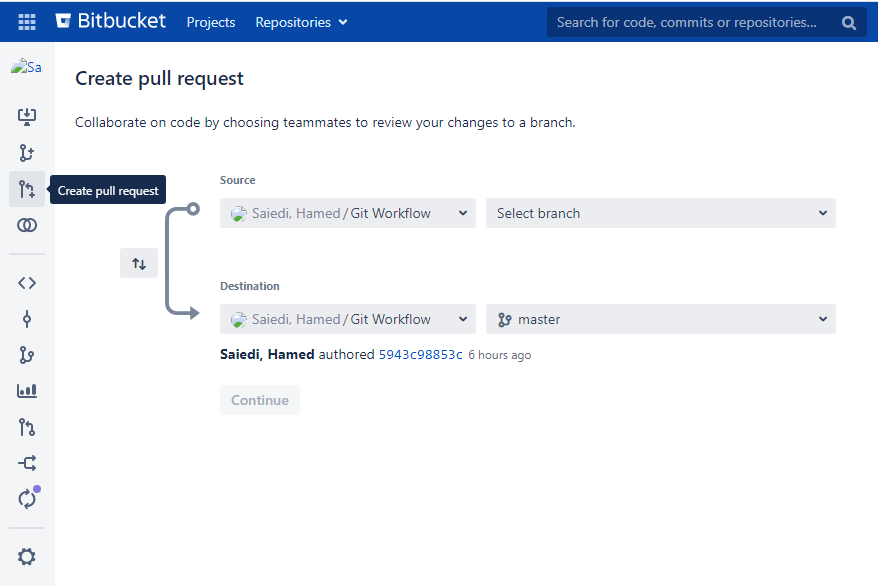 Bitbucket Projects Repositories Search for code, commits or repositories...
Sa
Create pull request
Collaborate on code by choosing teammates to review your changes to a branch.
Create pull request
Source
Saiedi, Hamed / Git Workflow Select branch
Destination
Saiedi, Hamed / Git Workflow master
Saiedi, Hamed authored 5943c98853c 6 hours ago
Continue